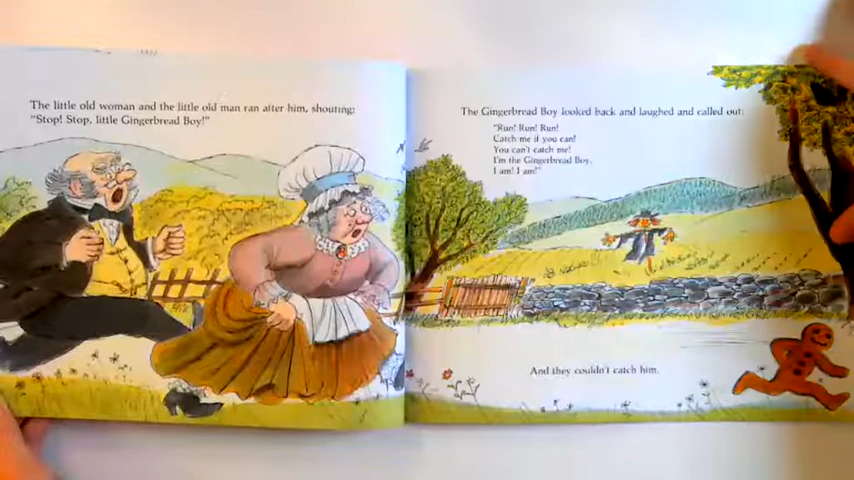 The little old woman and the little old man ran after him, shouting:
"Stop! Stop, little Gingerbread Boy!"
The Gingerbread Boy looked back and laughed and called out:
"Run! Run! Run!
Catch me if you can!
You can't catch me!
I'm the Gingerbread Boy,
I am! I am!"
And they couldn't catch him.